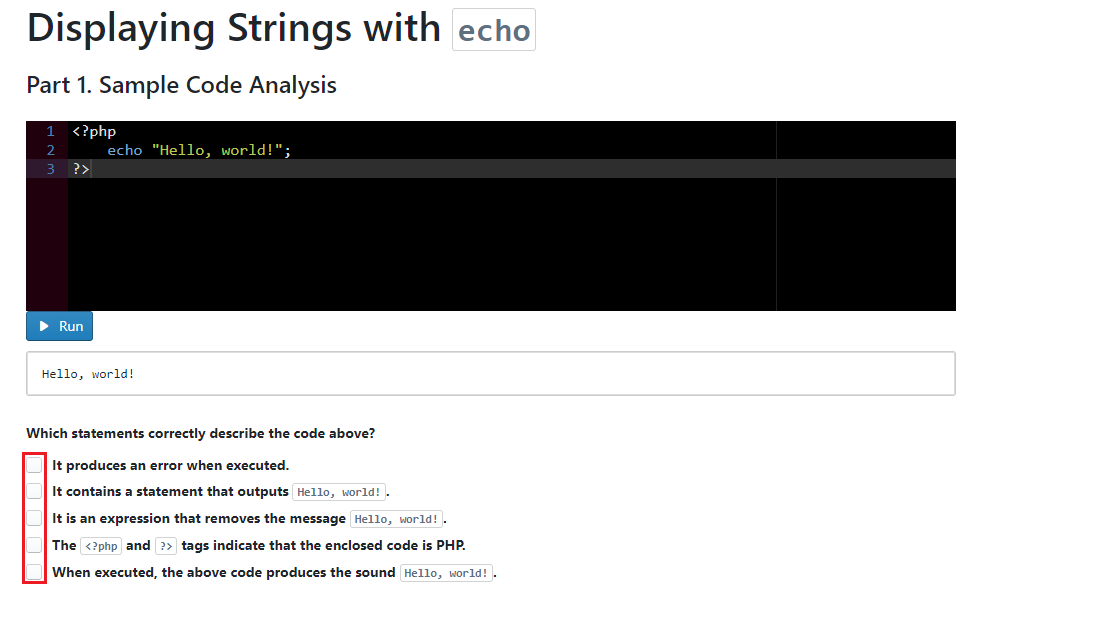 Displaying Strings with echo
Part 1. Sample Code Analysis
1 <?php
2     echo "Hello, world!";
3 ?>
Run
Hello, world!
Which statements correctly describe the code above?
It produces an error when executed.
It contains a statement that outputs Hello, world!.
It is an expression that removes the message Hello, world!.
The <?php and ?> tags indicate that the enclosed code is PHP.
When executed, the above code produces the sound Hello, world!.